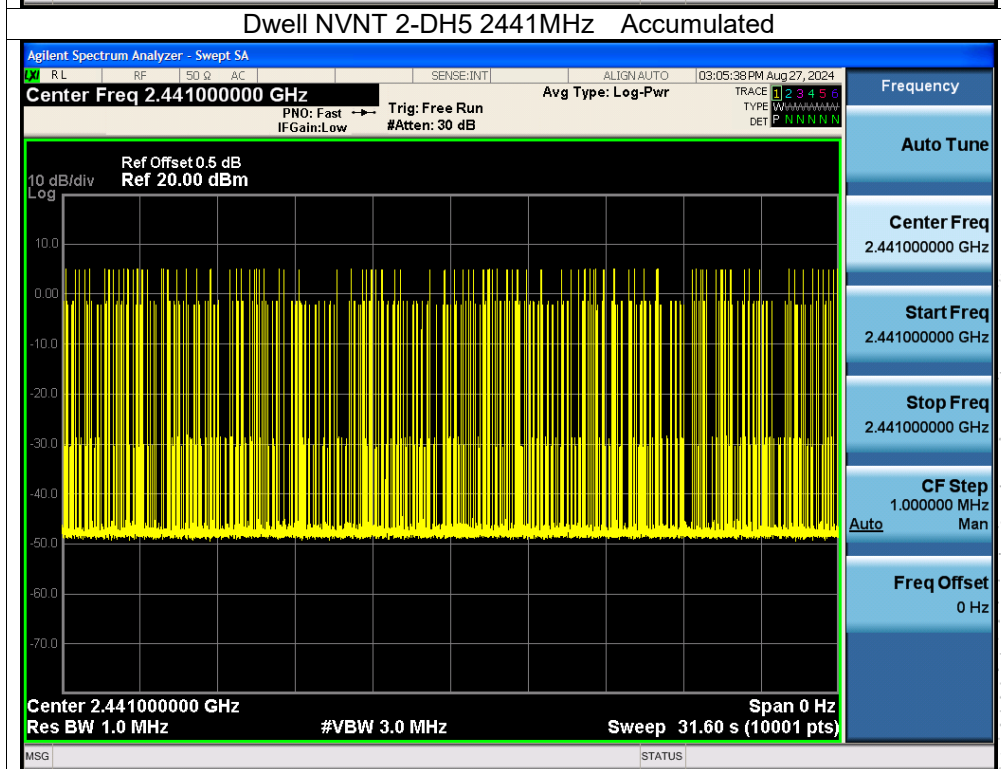 Dwell NVNT 2-DH5 2441MHz Accumulated
Agilent Spectrum Analyzer - Swept SA
LXI RL RF 50 Ω AC SENSE:INT ALIGN AUTO 03:05:38 PM Aug 27, 2024
Center Freq 2.441000000 GHz
PNO: Fast
IFGain:Low
Trig: Free Run
#Atten: 30 dB
Avg Type: Log-Pwr
TRACE 1 2 3 4 5 6
TYPE WWWWWW
DET P N N N N N
Ref Offset 0.5 dB
10 dB/div Ref 20.00 dBm
Log
10.0
0.00
-10.0
-20.0
-30.0
-40.0
-50.0
-60.0
-70.0
Center 2.441000000 GHz Span 0 Hz
Res BW 1.0 MHz #VBW 3.0 MHz Sweep 31.60 s (10001 pts)
MSG STATUS
Frequency
Auto Tune
Center Freq
2.441000000 GHz
Start Freq
2.441000000 GHz
Stop Freq
2.441000000 GHz
CF Step
1.000000 MHz
Auto Man
Freq Offset
0 Hz